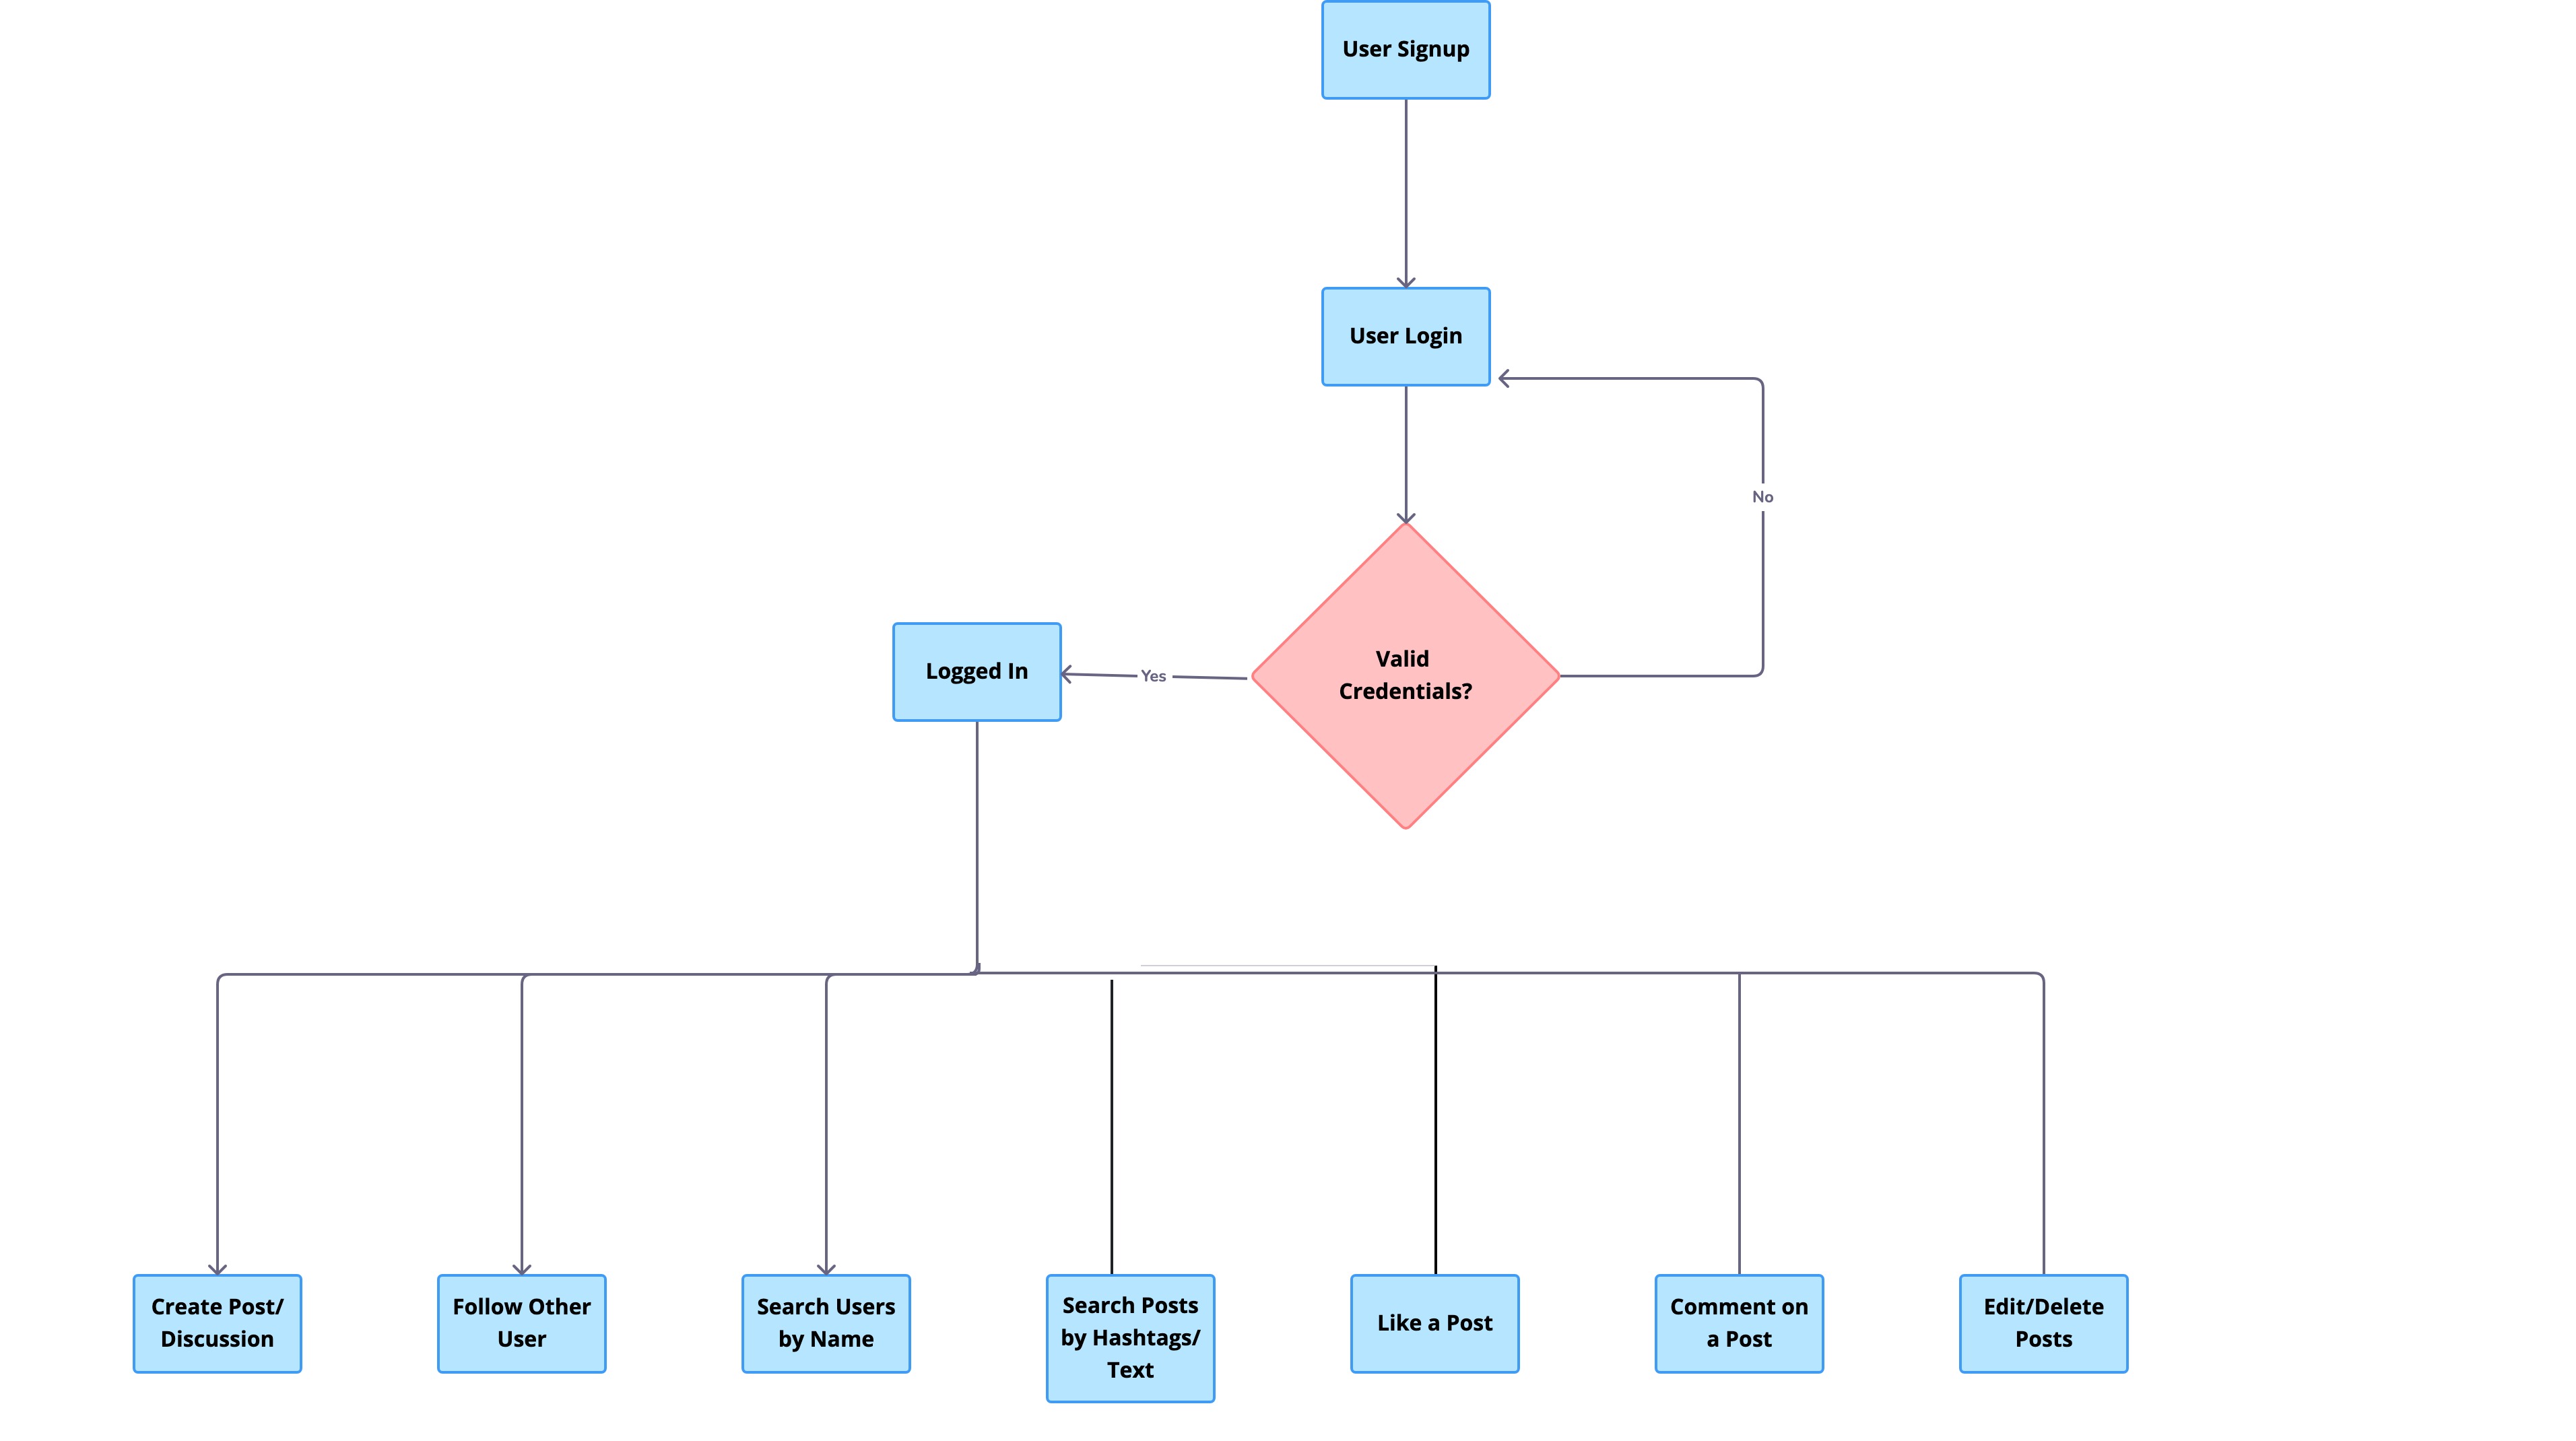 User Signup
User Login
No
Valid
Credentials?
Yes
Logged In
Create Post/
Discussion
Follow Other
User
Search Users
by Name
Search Posts
by Hashtags/
Text
Like a Post
Comment on
a Post
Edit/Delete
Posts